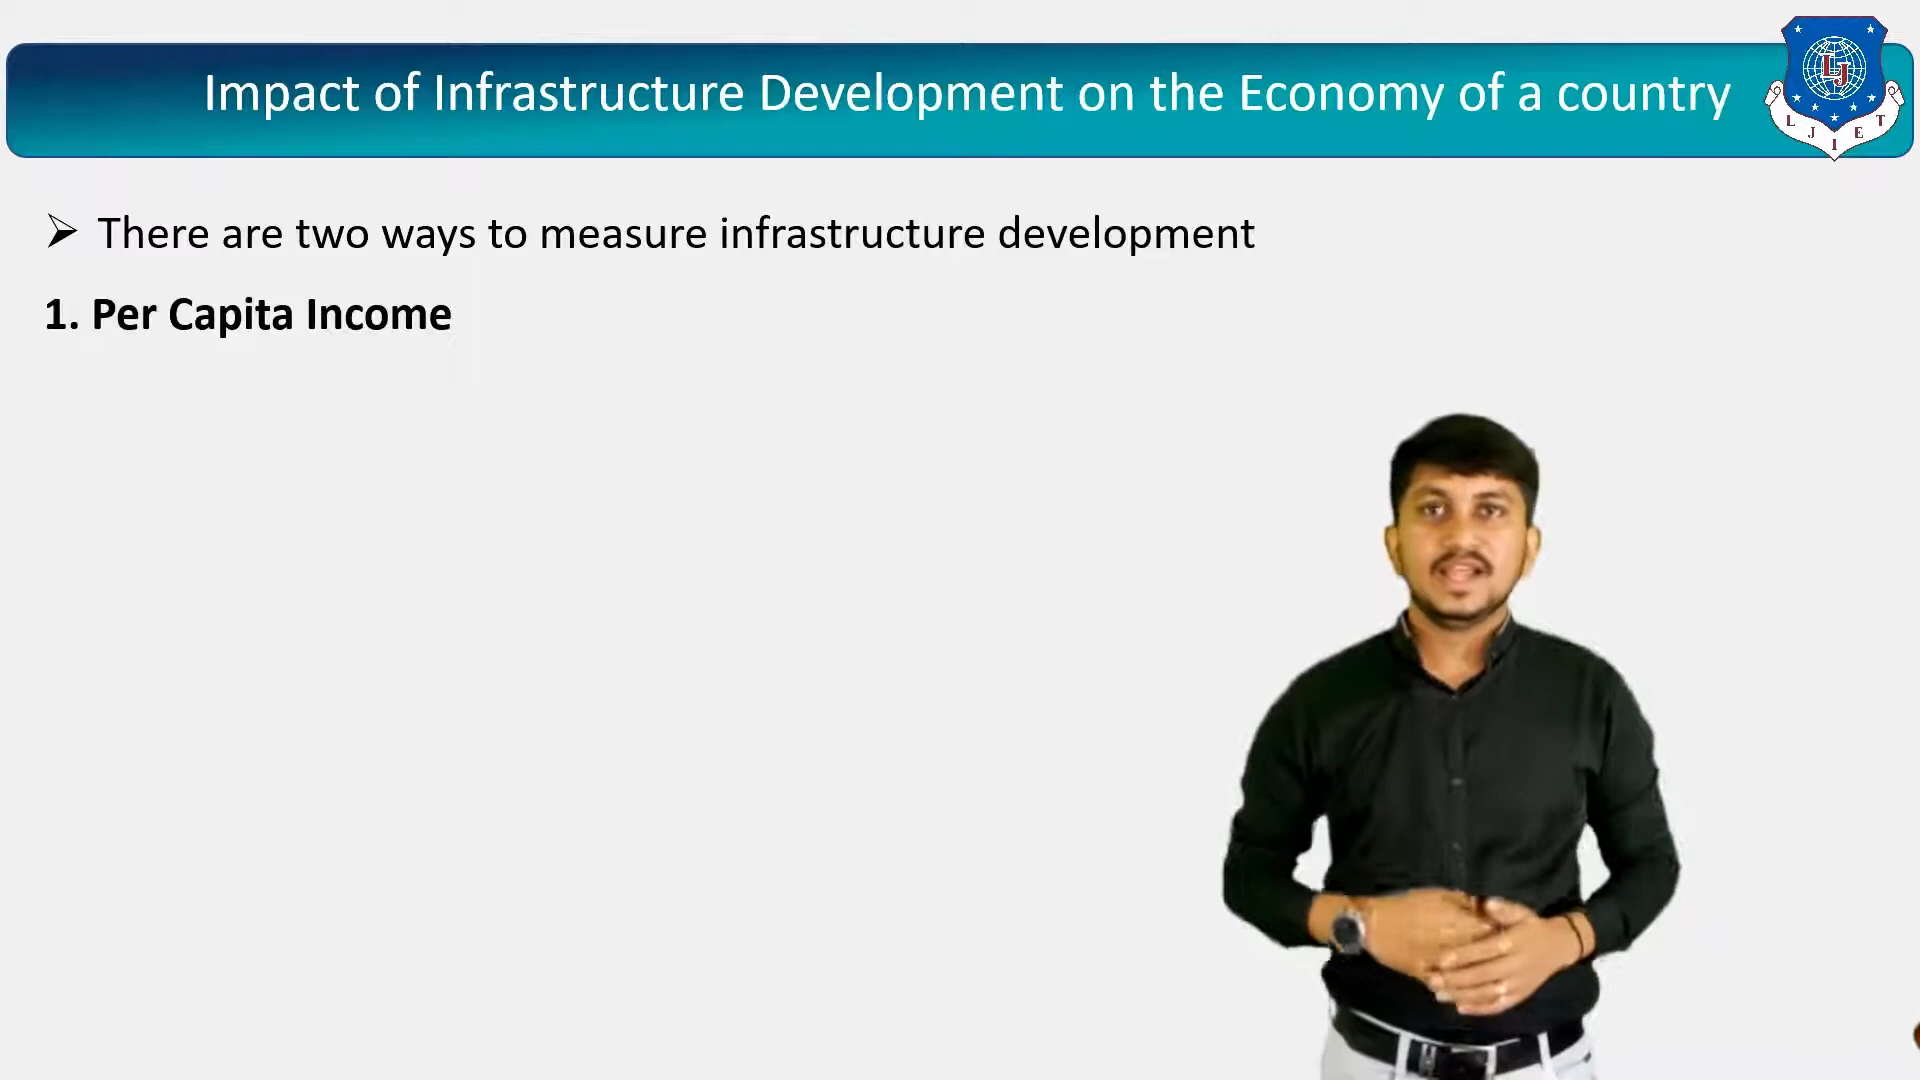 Impact of Infrastructure Development on the Economy of a country
LJ
L J I E T
➢ There are two ways to measure infrastructure development
1. Per Capita Income